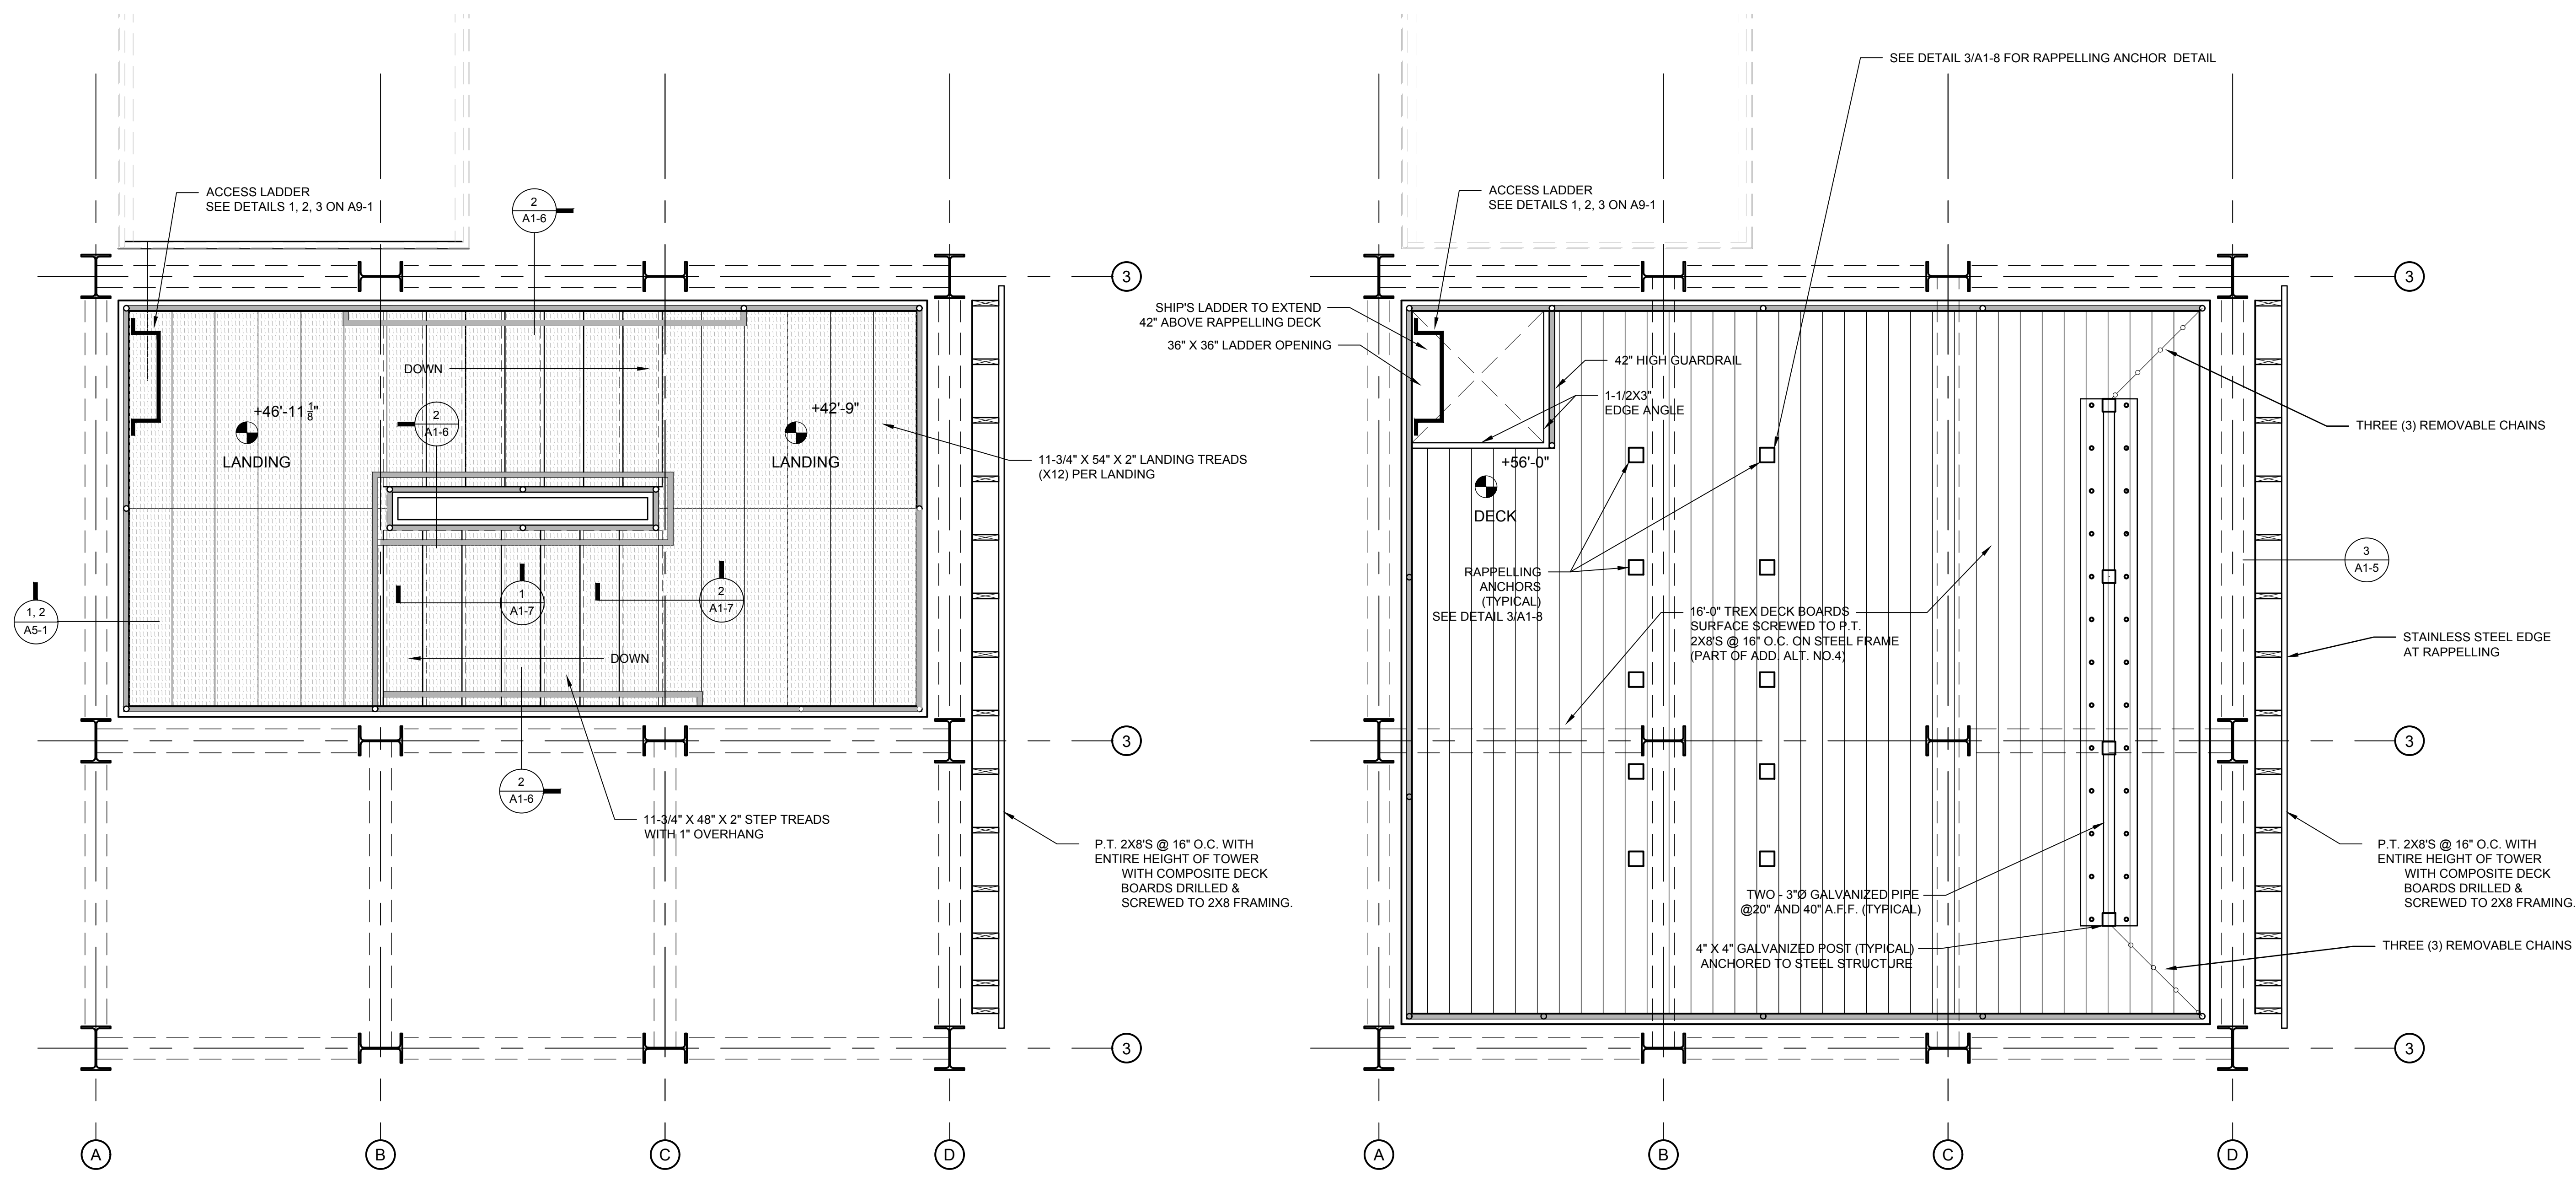 ACCESS LADDER
SEE DETAILS 1, 2, 3 ON A9-1
2
A1-6
3
DOWN
+46'-11 1/8"
LANDING
2
A1-6
+42'-9"
LANDING
11-3/4" X 54" X 2" LANDING TREADS
(X12) PER LANDING
1, 2
A5-1
1
A1-7
2
A1-7
DOWN
3
2
A1-6
11-3/4" X 48" X 2" STEP TREADS
WITH 1" OVERHANG
P.T. 2X8'S @ 16" O.C. WITH
ENTIRE HEIGHT OF TOWER
WITH COMPOSITE DECK
BOARDS DRILLED &
SCREWED TO 2X8 FRAMING.
3
A
B
C
D
SEE DETAIL 3/A1-8 FOR RAPPELLING ANCHOR DETAIL
ACCESS LADDER
SEE DETAILS 1, 2, 3 ON A9-1
3
SHIP'S LADDER TO EXTEND
42" ABOVE RAPPELLING DECK
36" X 36" LADDER OPENING
42" HIGH GUARDRAIL
1-1/2X3"
EDGE ANGLE
THREE (3) REMOVABLE CHAINS
+56'-0"
DECK
3
A1-5
RAPPELLING
ANCHORS
(TYPICAL)
SEE DETAIL 3/A1-8
16'-0" TREX DECK BOARDS
SURFACE SCREWED TO P.T.
2X8'S @ 16" O.C. ON STEEL FRAME
(PART OF ADD. ALT. NO.4)
STAINLESS STEEL EDGE
AT RAPPELLING
3
P.T. 2X8'S @ 16" O.C. WITH
ENTIRE HEIGHT OF TOWER
WITH COMPOSITE DECK
BOARDS DRILLED &
SCREWED TO 2X8 FRAMING.
TWO - 3"Ø GALVANIZED PIPE
@20" AND 40" A.F.F. (TYPICAL)
4" X 4" GALVANIZED POST (TYPICAL)
ANCHORED TO STEEL STRUCTURE
THREE (3) REMOVABLE CHAINS
3
A
B
C
D